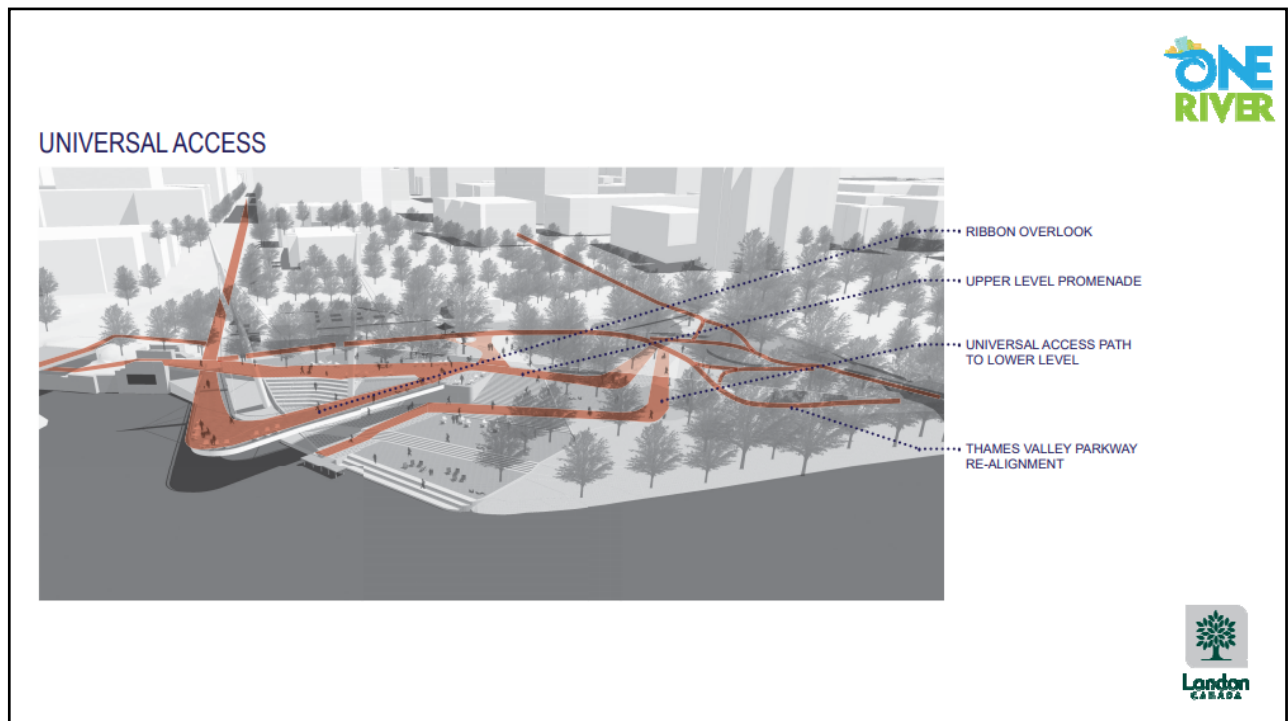 ONE
RIVER
UNIVERSAL ACCESS
RIBBON OVERLOOK
UPPER LEVEL PROMENADE
UNIVERSAL ACCESS PATH
TO LOWER LEVEL
THAMES VALLEY PARKWAY
RE-ALIGNMENT
London
CANADA